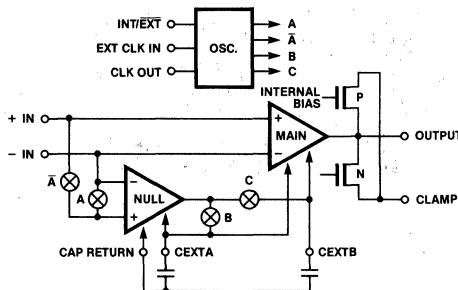 INT/EXT
EXT CLK IN
CLK OUT
OSC.
A
A̅
B
C
INTERNAL
BIAS
P
+ IN
+
MAIN
−
OUTPUT
− IN
N
A̅
A
−
NULL
+
C
B
CLAMP
CAP RETURN
CEXTA
CEXTB